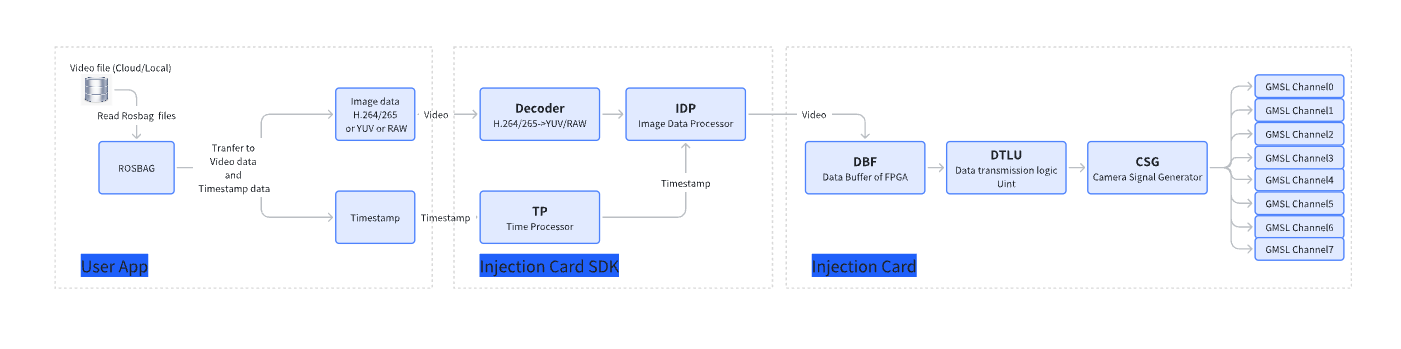 Video file (Cloud/Local)
Read Rosbag files
ROSBAG
Tranfer to
Video data
and
Timestamp data
Image data
H.264/265
or YUV or RAW
Timestamp
User App
Video
Timestamp
Decoder
H.264/265->YUV/RAW
IDP
Image Data Processor
Timestamp
TP
Time Processor
Injection Card SDK
Video
DBF
Data Buffer of FPGA
DTLU
Data transmission logic
Uint
CSG
Camera Signal Generator
GMSL Channel0
GMSL Channel1
GMSL Channel2
GMSL Channel3
GMSL Channel4
GMSL Channel5
GMSL Channel6
GMSL Channel7
Injection Card